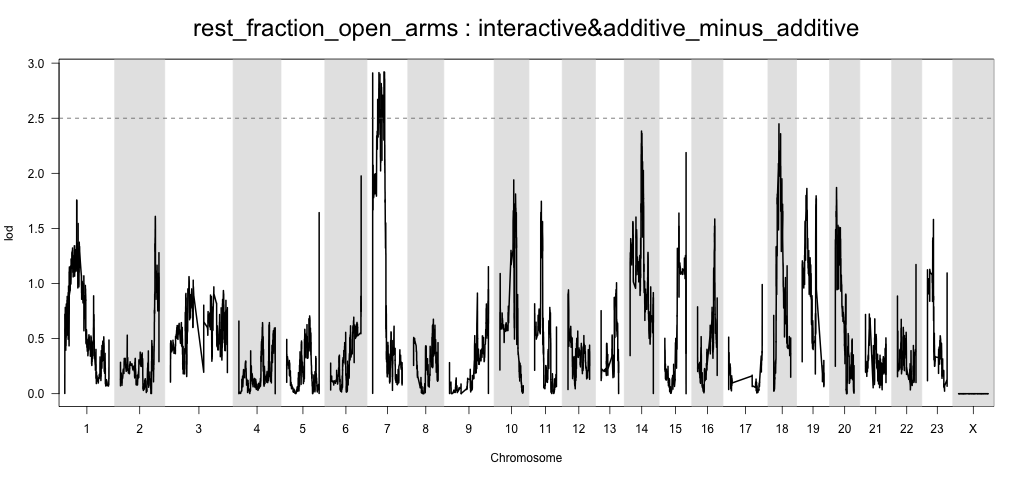 rest_fraction_open_arms : interactive&additive_minus_additive
3.0
2.5
2.0
1.5
1.0
0.5
0.0
lod
1 2 3 4 5 6 7 8 9 10 11 12 13 14 15 16 17 18 19 20 21 22 23 X
Chromosome